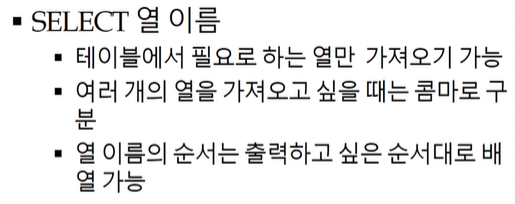 ▪ SELECT 열 이름
▪ 테이블에서 필요로 하는 열만 가져오기 가능
▪ 여러 개의 열을 가져오고 싶을 때는 콤마로 구
분
▪ 열 이름의 순서는 출력하고 싶은 순서대로 배
열 가능